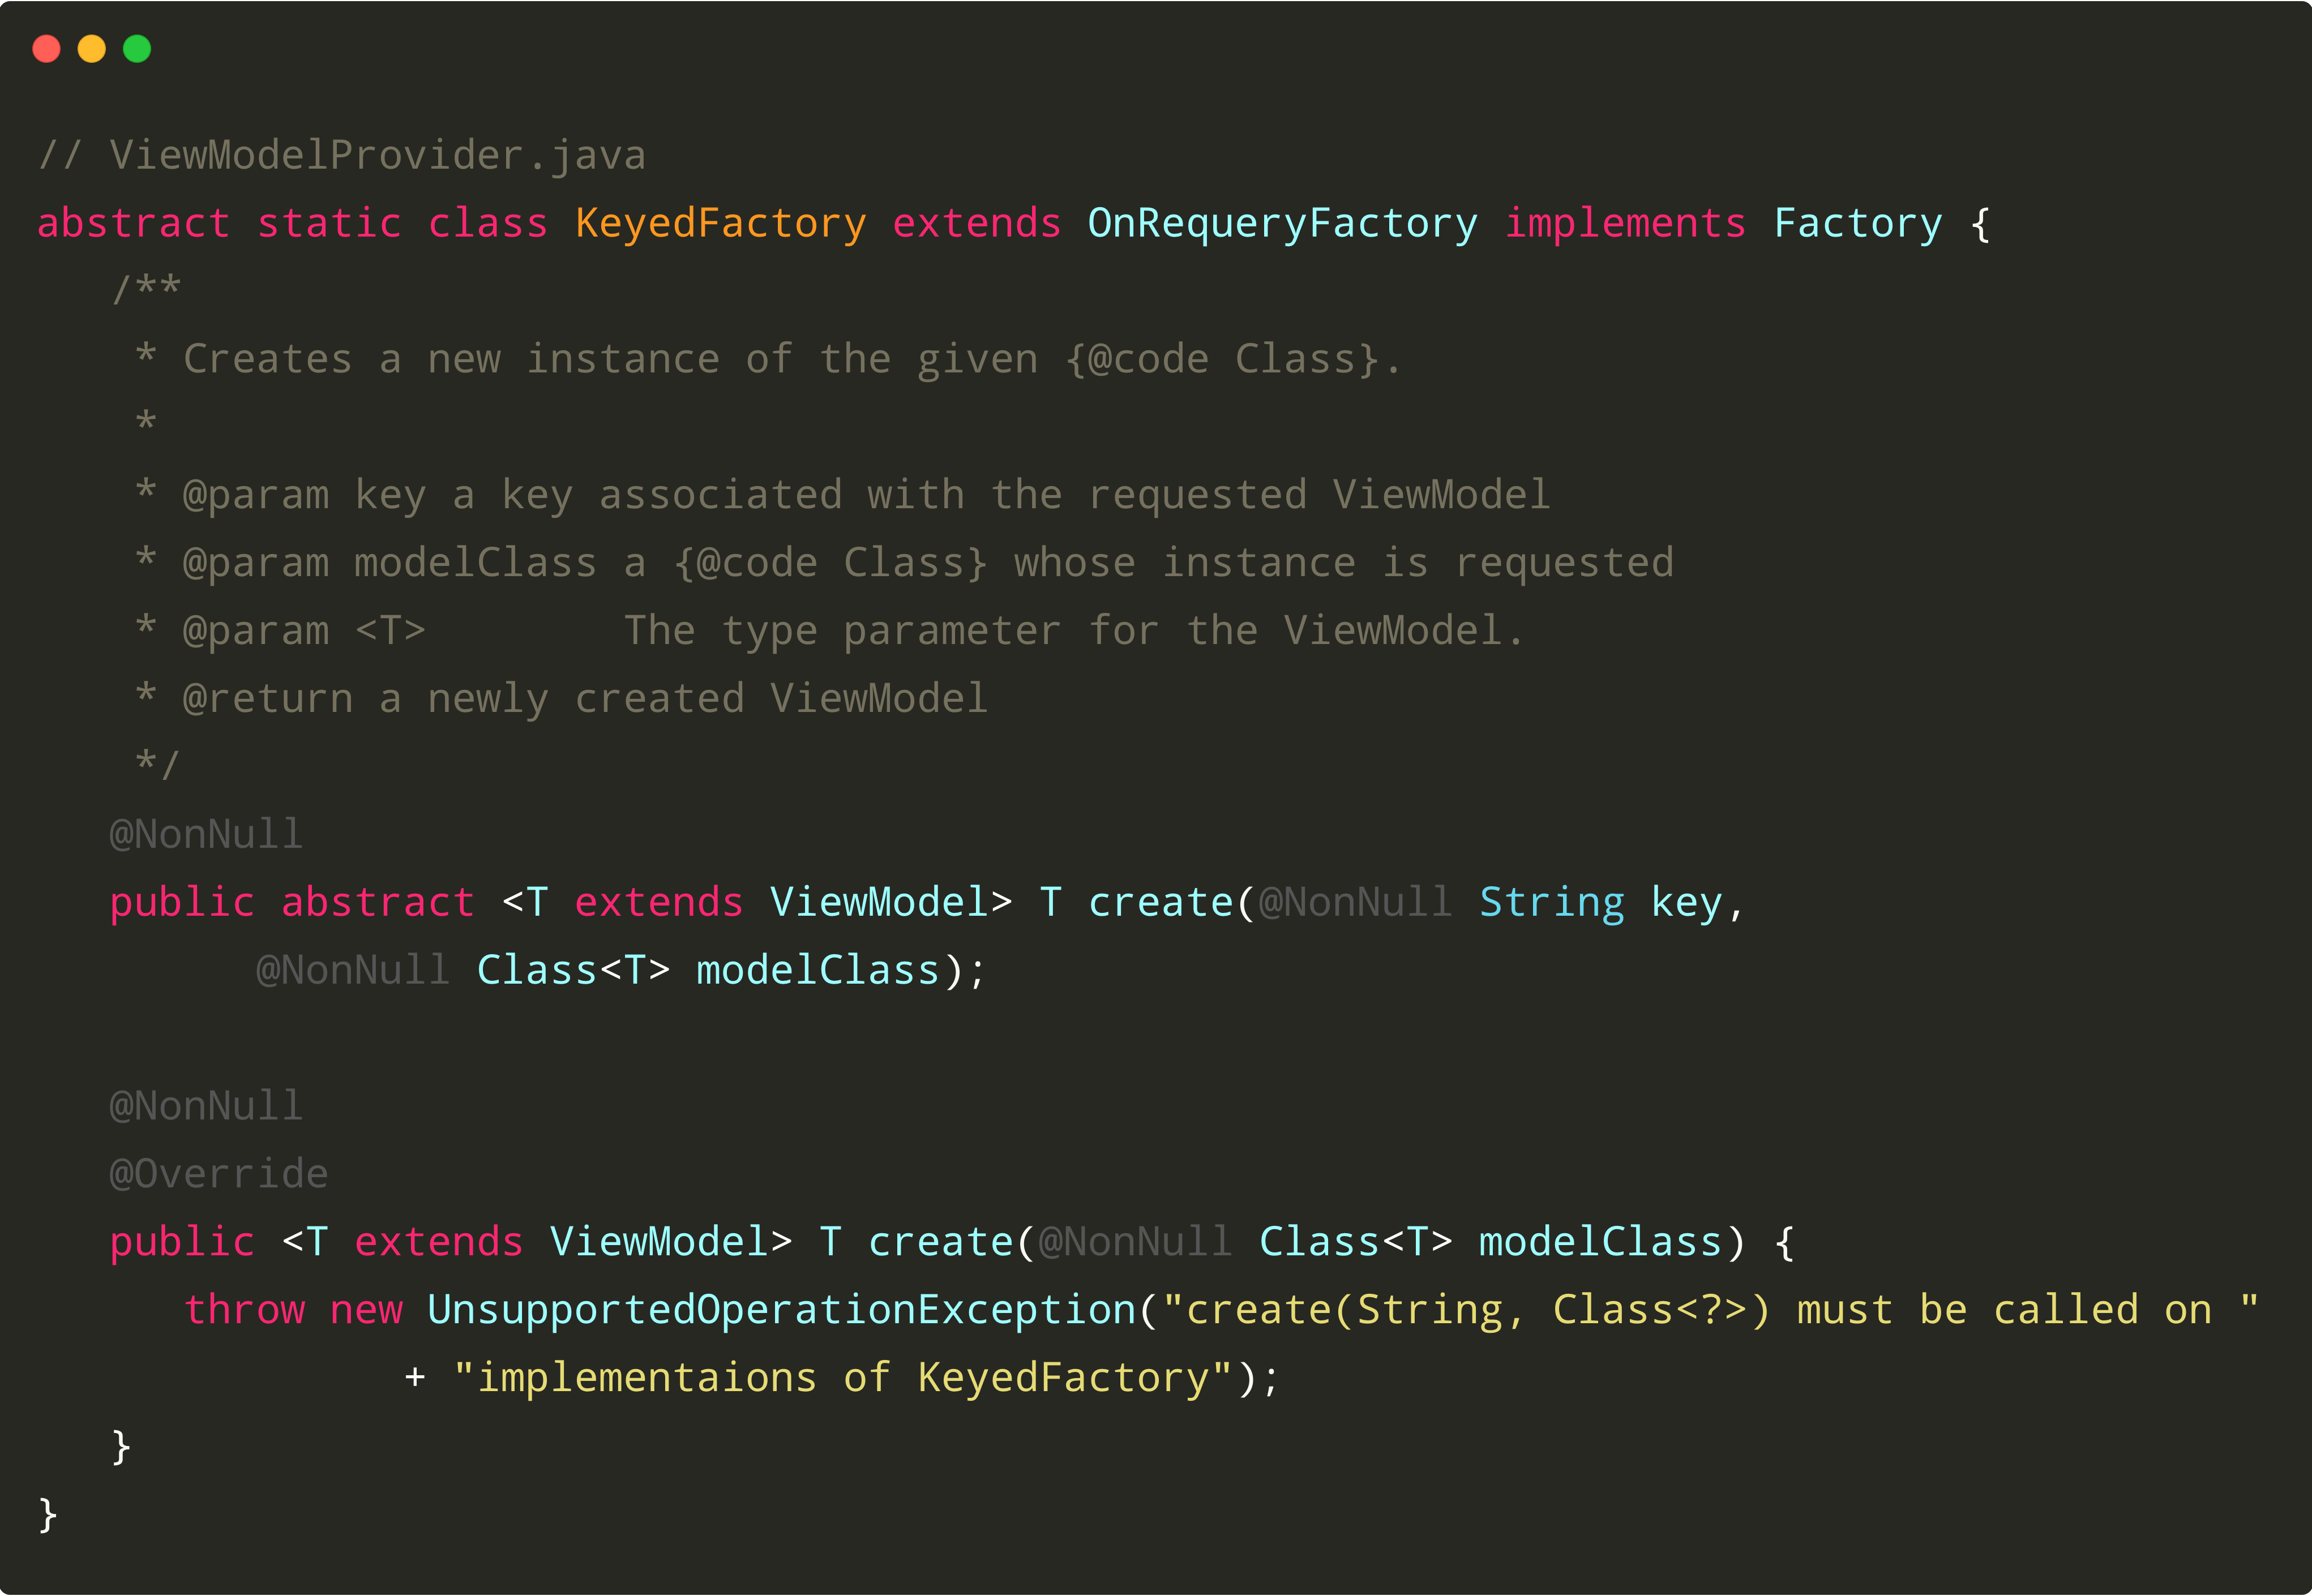 // ViewModelProvider.java
abstract static class KeyedFactory extends OnRequeryFactory implements Factory {
   /**
    * Creates a new instance of the given {@code Class}.
    *
    * @param key a key associated with the requested ViewModel
    * @param modelClass a {@code Class} whose instance is requested
    * @param <T>        The type parameter for the ViewModel.
    * @return a newly created ViewModel
    */
   @NonNull
   public abstract <T extends ViewModel> T create(@NonNull String key,
         @NonNull Class<T> modelClass);

   @NonNull
   @Override
   public <T extends ViewModel> T create(@NonNull Class<T> modelClass) {
      throw new UnsupportedOperationException("create(String, Class<?>) must be called on "
               + "implementaions of KeyedFactory");
   }
}